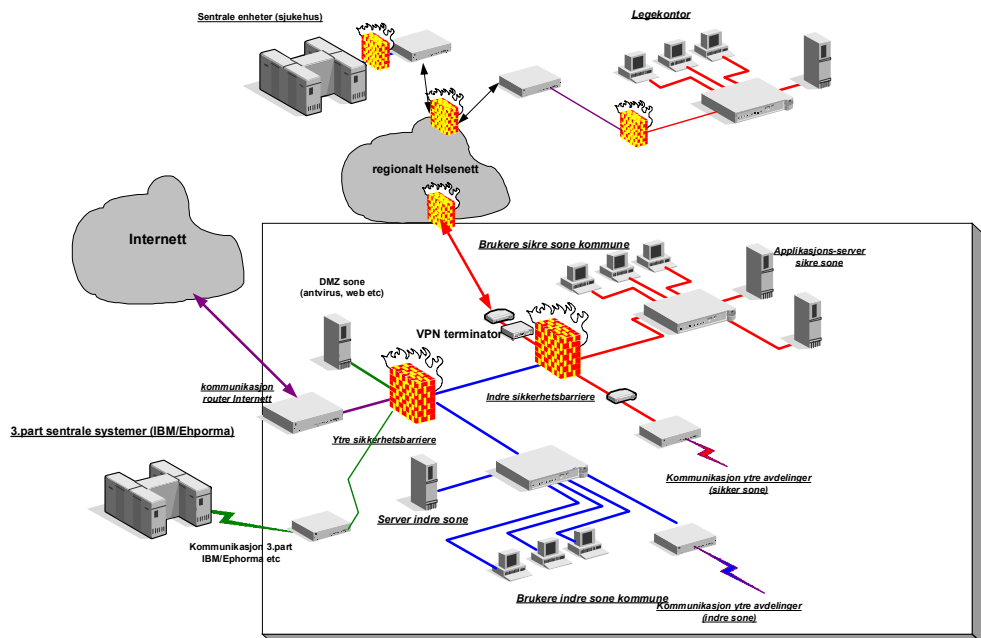 Sentrale enheter (sjukehus)
Legekontor
regionalt Helsenett
Internett
Brukere sikre sone kommune
Applikasjons-server
sikre sone
DMZ sone
(antvirus, web etc)
VPN terminator
kommunikasjon
router Internett
Indre sikkerhetsbarriere
3.part sentrale systemer (IBM/Ehporma)
Ytre sikkerhetsbarriere
Kommunikasjon ytre avdelinger
(sikker sone)
Server indre sone
Kommunikasjon 3.part
IBM/Ephorma etc
Brukere indre sone kommune
Kommunikasjon ytre avdelinger
(indre sone)